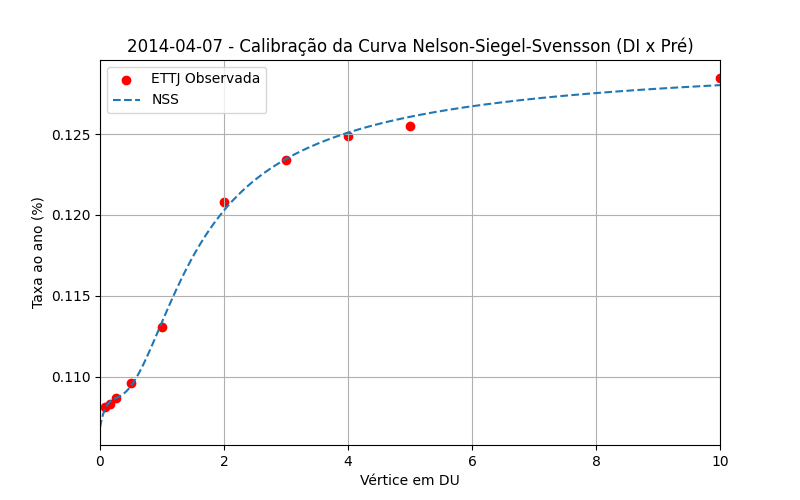 2014-04-07 - Calibração da Curva Nelson-Siegel-Svensson (DI x Pré)
ETTJ Observada
NSS
Taxa ao ano (%)
0.125
0.120
0.115
0.110
0 2 4 6 8 10
Vértice em DU